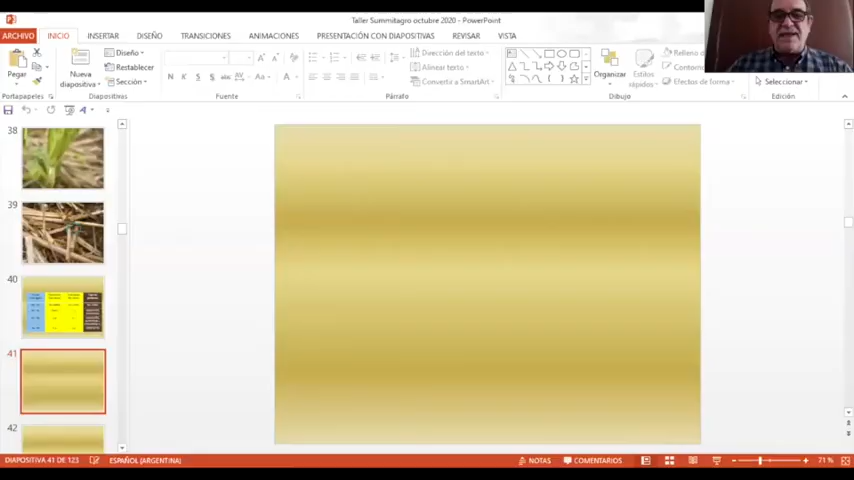 Taller Summitagro octubre 2020 - PowerPoint
ARCHIVO INICIO INSERTAR DISEÑO TRANSICIONES ANIMACIONES PRESENTACIÓN CON DIAPOSITIVAS REVISAR VISTA
Pegar
Nueva diapositiva
Diseño
Restablecer
Sección
N K S abc AV Aa A
Dirección del texto
Alinear texto
Convertir a SmartArt
Organizar
Estilos rápidos
Relleno d
Contorno
Efectos de forma
Seleccionar
Portapapeles Diapositivas Fuente Párrafo Dibujo Edición
38
39
40
41
42
DIAPOSITIVA 41 DE 123 ESPAÑOL (ARGENTINA) NOTAS COMENTARIOS 71 %